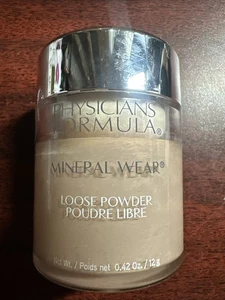 PHYSICIANS
FORMULA®
MINERAL WEAR®
LOOSE POWDER
POUDRE LIBRE
Net Wt. / Poids net 0.42 Oz. / 12 g